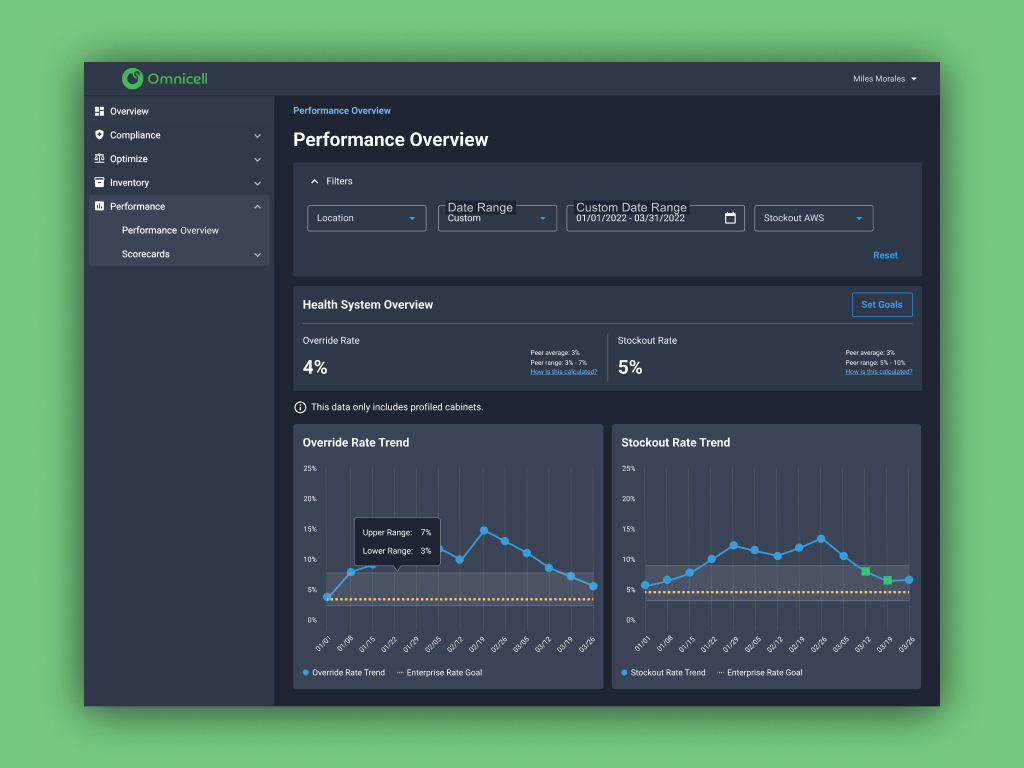 Omnicell
Miles Morales
Overview
Compliance
Optimize
Inventory
Performance
Performance Overview
Scorecards
Performance Overview
Performance Overview
Filters
Location
Date Range
Custom
Custom Date Range
01/01/2022 - 03/31/2022
Stockout AWS
Reset
Health System Overview
Set Goals
Override Rate
4%
Peer average: 3%
Peer range: 3% - 7%
How is this calculated?
Stockout Rate
5%
Peer average: 3%
Peer range: 5% - 10%
How is this calculated?
This data only includes profiled cabinets.
Override Rate Trend
25%
20%
15%
10%
5%
0%
Upper Range: 7%
Lower Range: 3%
01/01 01/08 01/15 01/22 01/29 02/05 02/12 02/19 02/26 03/05 03/12 03/19 03/26
Override Rate Trend Enterprise Rate Goal
Stockout Rate Trend
25%
20%
15%
10%
5%
0%
01/01 01/08 01/15 01/22 01/29 02/05 02/12 02/19 02/26 03/05 03/12 03/19 03/26
Stockout Rate Trend Enterprise Rate Goal